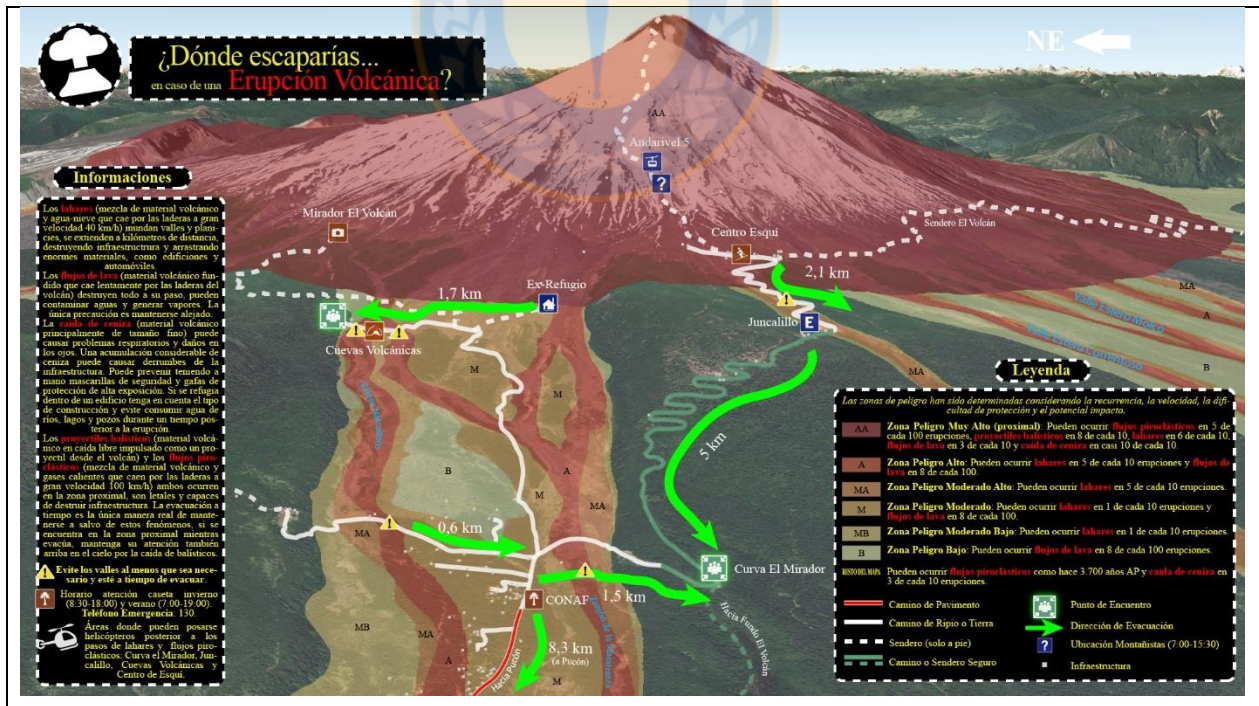 ¿Dónde escaparías...
en caso de una Erupción Volcánica?
NE
Informaciones
Los lahares (mezcla de material volcánico
y agua-nieve que cae por las laderas a gran
velocidad 40 km/h) inundan valles y plani-
cies, se extienden a kilómetros de distancia,
destruyendo infraestructrura y arrastrando
enormes materiales, como edificiones y
automóviles.
Los flujos de lava (material volcánico fun-
dido que cae lentamente por las laderas del
volcán) destruyen todo a su paso, pueden
contaminar aguas y generar vapores. La
única precaución es mantenerse alejado.
La caída de ceniza (material volcánico
principalmente de tamaño fino) puede
causar problemas respiratorios y daños en
los ojos. Una acumulación considerable de
ceniza puede causar derrumbes de la
infraestructura. Puede prevenir teniendo a
mano mascarillas de seguridad y gafas de
protección de alta exposición. Si se refugia
dentro de un edificio tenga en cuenta el tipo
de construcción y evite consumir agua de
ríos, lagos y pozos durante un tiempo pos-
terior a la erupción.
Los proyectiles balísticos (material volcá-
nico en caída libre impulsado como un pro-
yectil desde el volcán) y los flujos piro-
clásticos (mezcla de material volcánico y
gases calientes que caen por las laderas a
gran velocidad 100 km/h) ambos ocurren
en la zona proximal, son letales y capaces
de destruir infraestructura. La evacuación a
tiempo es la única manera real de mante-
nerse a salvo de estos fenómenos, si se
encuentra en la zona proximal mientras
evacúa, mantenga su atención también
arriba en el cielo por la caída de balísticos.
Evite los valles al menos que sea nece-
sario y esté a tiempo de evacuar.
Horario atención caseta invierno
(8:30-18:00) y verano (7:00-19:00).
Teléfono Emergencia 130.
Áreas donde pueden posarse
helicópteros posterior a los
pasos de lahares y flujos piro-
clásticos: Curva el Mirador, Jun-
calillo, Cuevas Volcánicas y
Centro de Esquí.
AA
Andarivel 5
?
Mirador El Volcán
Centro Esquí
Sendero El Volcán
2,1 km
1,7 km
Ex-Refugio
Juncalillo
E
Cuevas Volcánicas
MA
A
Valle Estero Molco
Valle Estero Correntoso
B
MA
M
M
A
B
M
A
5 km
MA
0,6 km
Curva El Mirador
1,5 km
CONAF
MB
MA
A
8,3 km
(a Pucón)
Hacia Pucón
M
Hacia Fundo El Volcán
Leyenda
Las zonas de peligro han sido determinadas considerando la recurrencia, la velocidad, la difi-
cultad de protección y el potencial impacto.
AA Zona Peligro Muy Alto (proximal): Pueden ocurrir flujos piroclásticos en 5 de
cada 100 erupciones, proyectiles balísticos en 8 de cada 10, lahares en 6 de cada 10,
flujos de lava en 3 de cada 10 y caída de ceniza en casi 10 de cada 10.
A Zona Peligro Alto: Pueden ocurrir lahares en 5 de cada 10 erupciones y flujos de
lava en 8 de cada 100.
MA Zona Peligro Moderado Alto: Pueden ocurrir lahares en 5 de cada 10 erupciones.
M Zona Peligro Moderado: Pueden ocurrir lahares en 1 de cada 10 erupciones y
flujos de lava en 8 de cada 100.
MB Zona Peligro Moderado Bajo: Pueden ocurrir lahares en 1 de cada 10 erupciones.
B Zona Peligro Bajo: Pueden ocurrir flujos de lava en 8 de cada 100 erupciones.
RESTO DEL MAPA Pueden ocurrir flujos piroclásticos como hace 3.700 años AP y caída de ceniza en
3 de cada 10 erupciones.
Camino de Pavimento
Camino de Ripio o Tierra
Sendero (solo a pie)
Camino o Sendero Seguro
Punto de Encuentro
Dirección de Evacuación
? Ubicación Montañistas (7:00-15:30)
Infraestructura